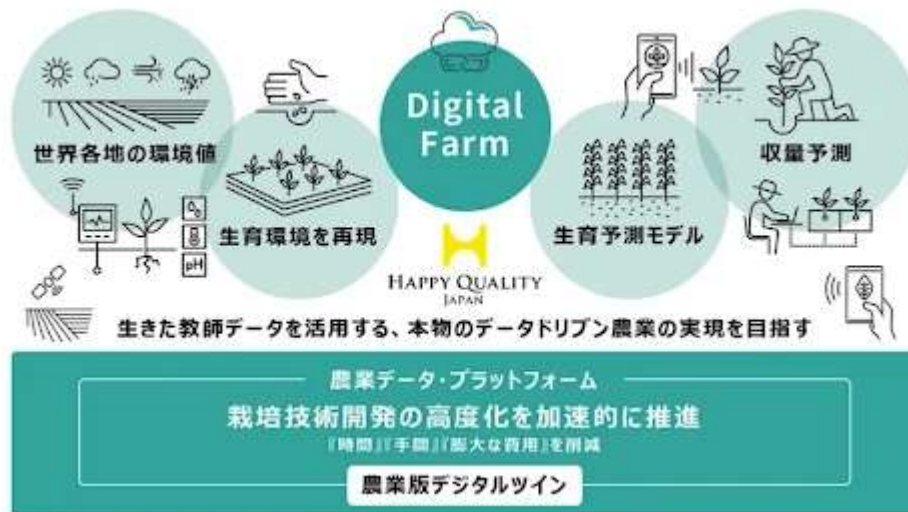 Digital
Farm
世界各地の環境値
生育環境を再現
生育予測モデル
収量予測
pH
HAPPY QUALITY
JAPAN
生きた教師データを活用する、本物のデータドリブン農業の実現を目指す
農業データ・プラットフォーム
栽培技術開発の高度化を加速的に推進
『時間』『手間』『膨大な費用』を削減
農業版デジタルツイン